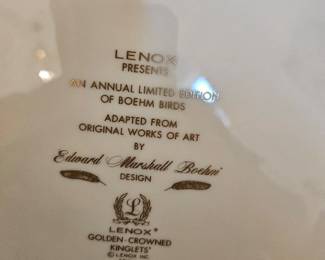 LENOX
PRESENTS
AN ANNUAL LIMITED EDITION
OF BOEHM BIRDS
ADAPTED FROM
ORIGINAL WORKS OF ART
BY
Edward Marshall Boehm
DESIGN
L
LENOX®
GOLDEN-CROWNED
KINGLETS
© LENOX INC.